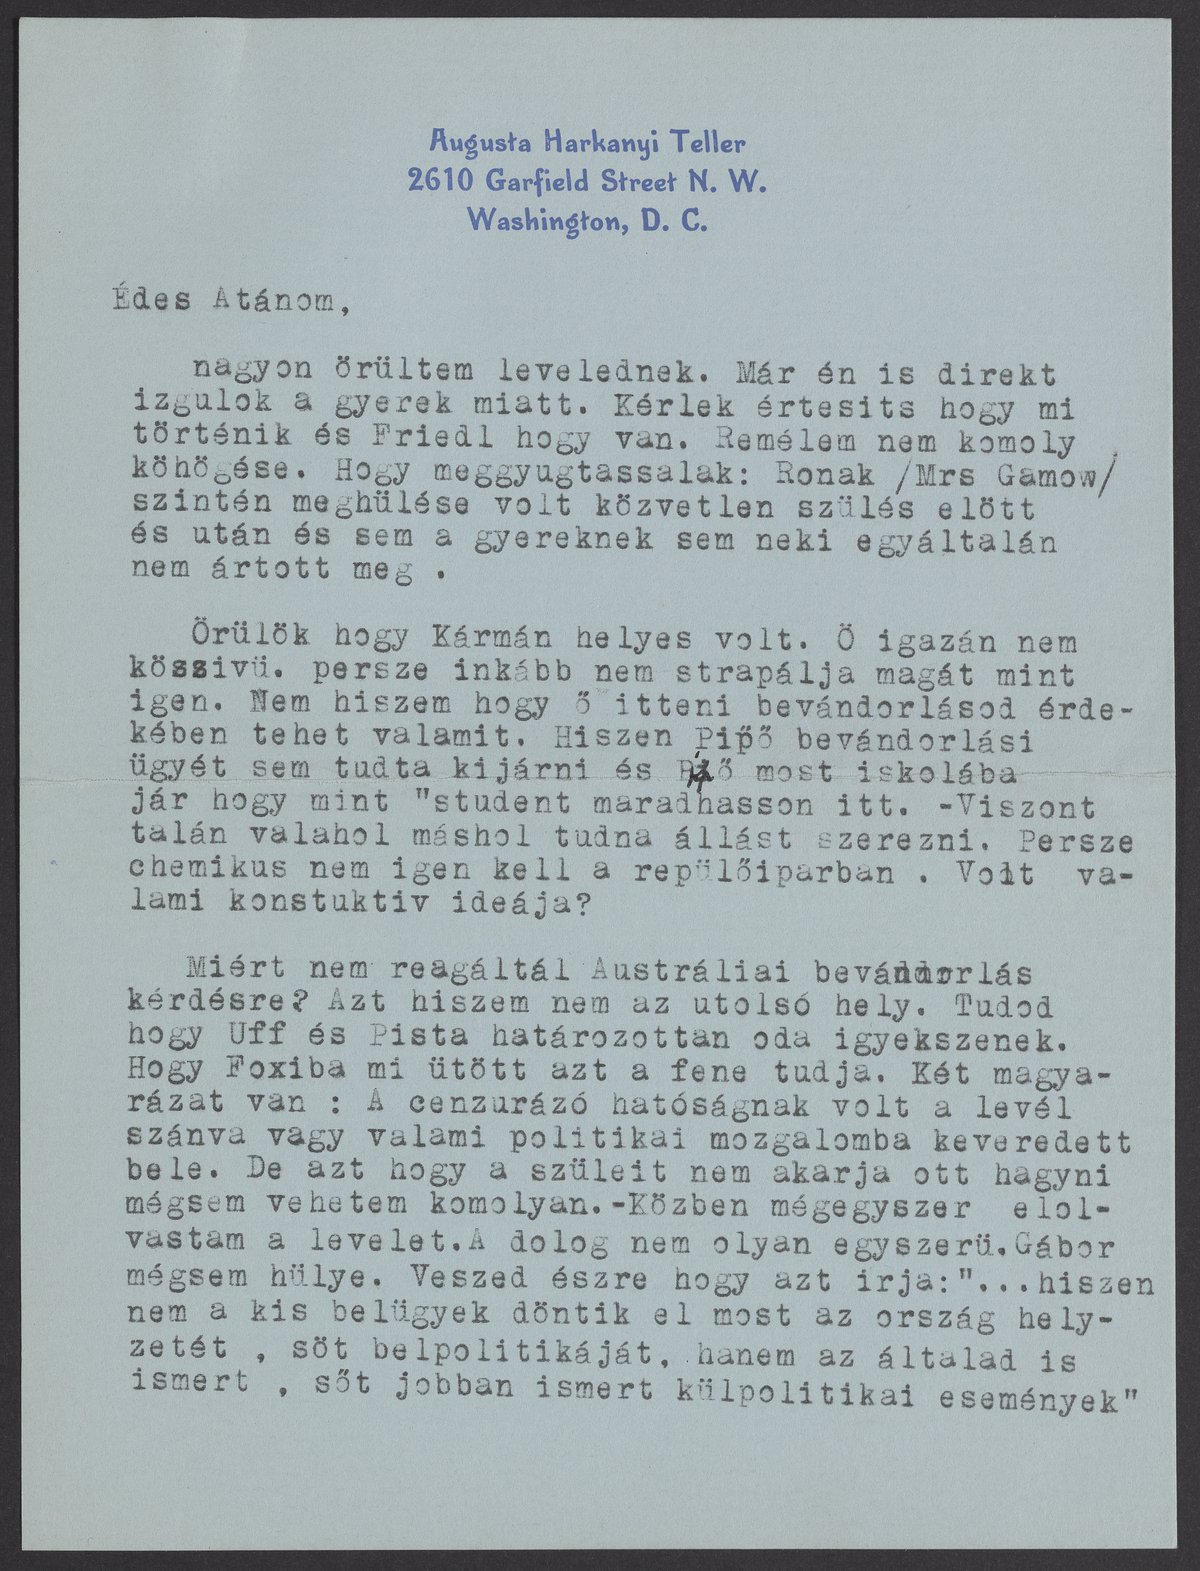 Augusta Harkanyi Teller
2610 Garfield Street N. W.
Washington, D. C.
Édes Atánom,
nagyon örültem levelednek. Már én is direkt
izgulok a gyerek miatt. Kérlek értesits hogy mi
történik és Friedl hogy van. Remélem nem komoly
köhögése. Hogy meggyugtassalak: Ronak /Mrs Gamow/
szintén meghülése volt közvetlen szülés elött
és után és sem a gyereknek sem neki egyáltalán
nem ártott meg .
Örülök hogy Kármán helyes volt. Ö igazán nem
kösszivü. persze inkább nem strapálja magát mint
igen. Nem hiszem hogy ő itteni bevándorlásod érde-
kében tehet valamit. Hiszen Pipő bevándorlási
ügyét sem tudta kijárni és ő most iskolába
jár hogy mint "student maradhasson itt. -Viszont
talán valahol máshol tudna állást szerezni. Persze
chemikus nem igen kell a repülőiparban . Volt va-
lami konstuktiv ideája?
Miért nem reagáltál Austráliai bevándorlás
kérdésre? Azt hiszem nem az utolsó hely. Tudod
hogy Uff és Pista határozottan oda igyekszenek.
Hogy Foxiba mi ütött azt a fene tudja. Két magya-
rázat van : A cenzurázó hatóságnak volt a levél
szánva vagy valami politikai mozgalomba keveredett
bele. De azt hogy a szüleit nem akarja ott hagyni
mégsem vehetem komolyan.-Közben mégegyszer elol-
vastam a levelet.A dolog nem olyan egyszerü.Gábor
mégsem hülye. Veszed észre hogy azt irja:"...hiszen
nem a kis belügyek döntik el most az ország hely-
zetét , söt belpolitikáját, hanem az általad is
ismert , sőt jobban ismert külpolitikai események"